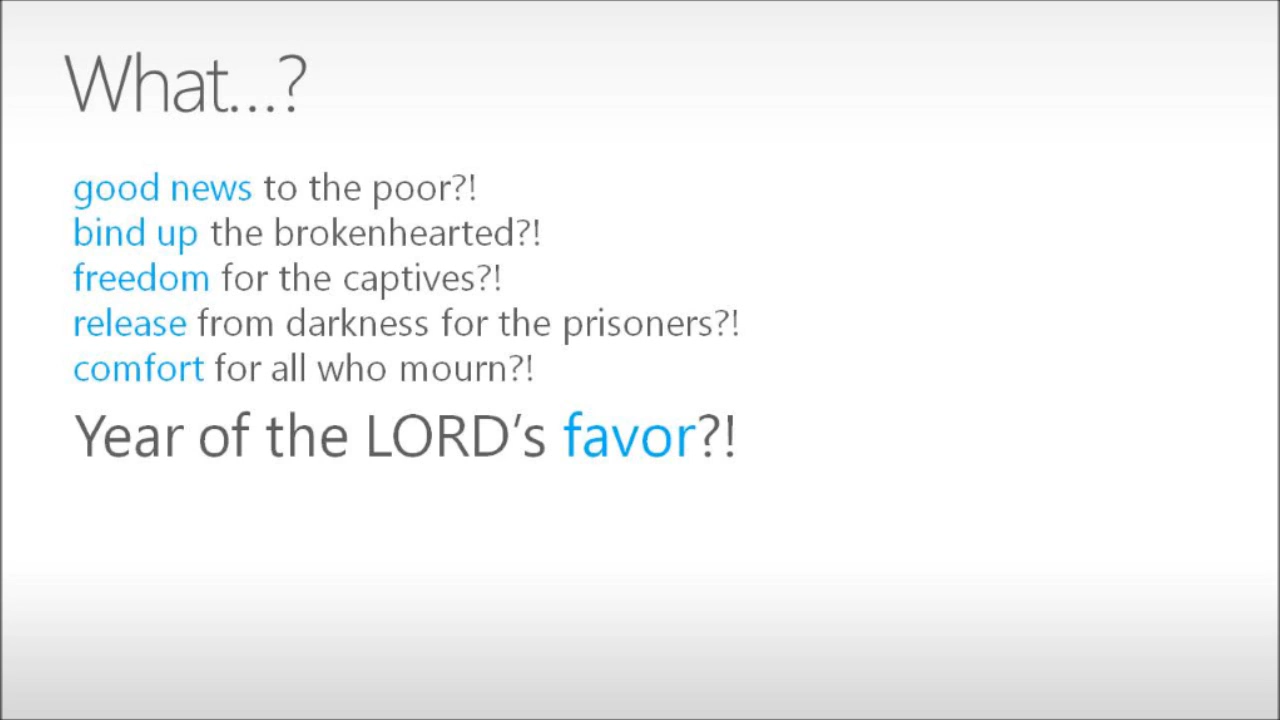 What...?
good news to the poor?!
bind up the brokenhearted?!
freedom for the captives?!
release from darkness for the prisoners?!
comfort for all who mourn?!
Year of the LORD’s favor?!